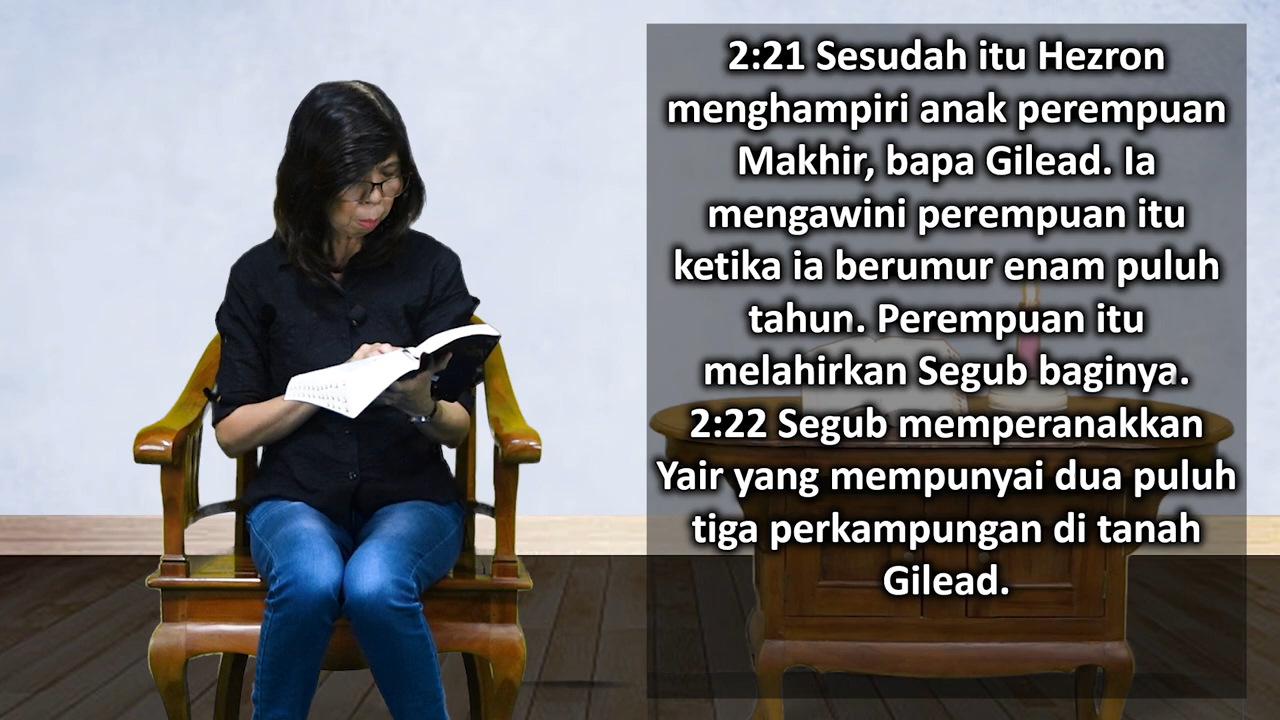 2:21 Sesudah itu Hezron
menghampiri anak perempuan
Makhir, bapa Gilead. Ia
mengawini perempuan itu
ketika ia berumur enam puluh
tahun. Perempuan itu
melahirkan Segub baginya.
2:22 Segub memperanakkan
Yair yang mempunyai dua puluh
tiga perkampungan di tanah
Gilead.